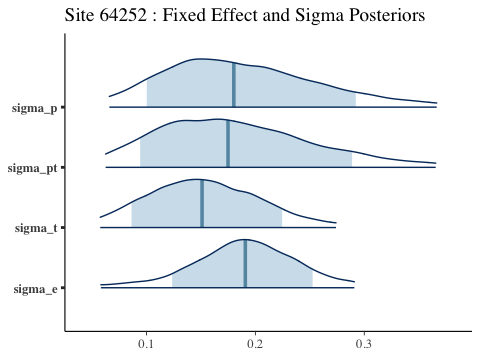 Site 64252 : Fixed Effect and Sigma Posteriors
sigma_p
sigma_pt
sigma_t
sigma_e
0.1 0.2 0.3